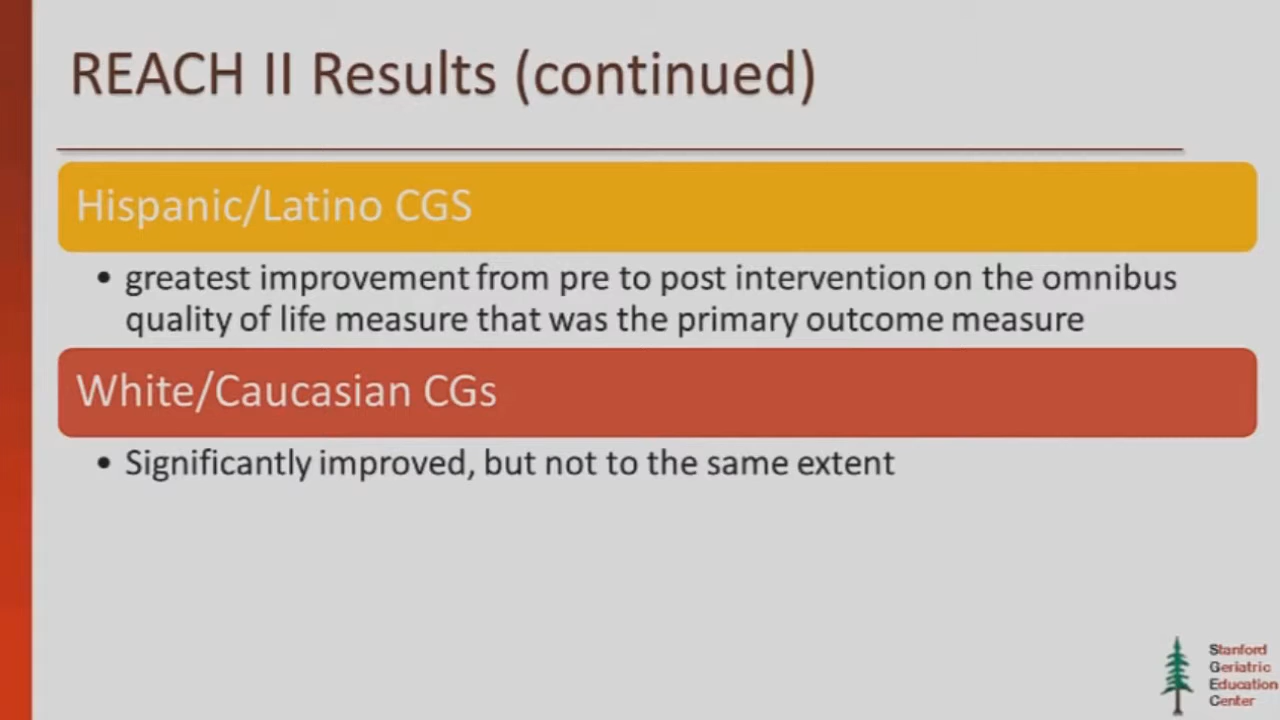 REACH II Results (continued)
Hispanic/Latino CGS
• greatest improvement from pre to post intervention on the omnibus
quality of life measure that was the primary outcome measure
White/Caucasian CGs
• Significantly improved, but not to the same extent
Stanford
Geriatric
Education
Center